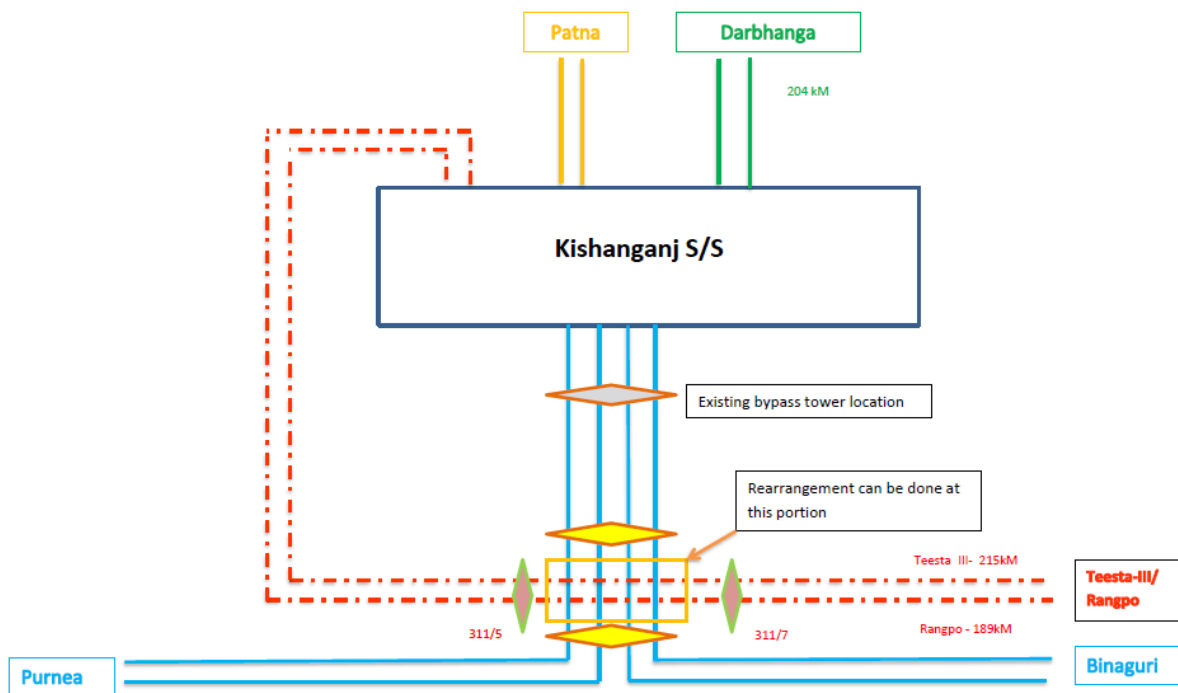 Patna
Darbhanga
204 kM
Kishanganj S/S
Existing bypass tower location
Rearrangement can be done at
this portion
Teesta III- 215kM
Teesta-III/
Rangpo
311/5
311/7
Rangpo - 189kM
Purnea
Binaguri